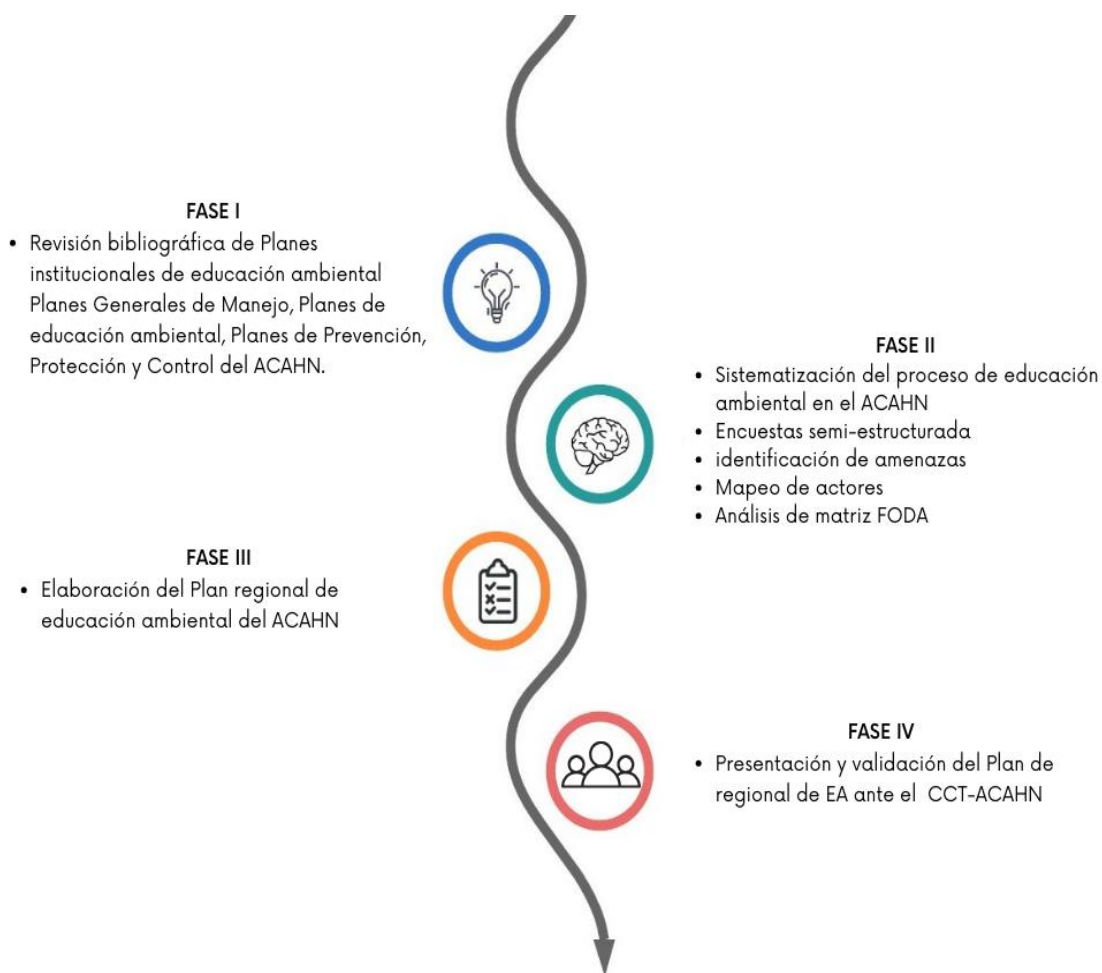 FASE I
• Revisión bibliográfica de Planes
institucionales de educación ambiental
Planes Generales de Manejo, Planes de
educación ambiental, Planes de Prevención,
Protección y Control del ACAHN.
FASE II
• Sistematización del proceso de educación
ambiental en el ACAHN
• Encuestas semi-estructurada
• identificación de amenazas
• Mapeo de actores
• Análisis de matriz FODA
FASE III
• Elaboración del Plan regional de
educación ambiental del ACAHN
FASE IV
• Presentación y validación del Plan de
regional de EA ante el CCT-ACAHN